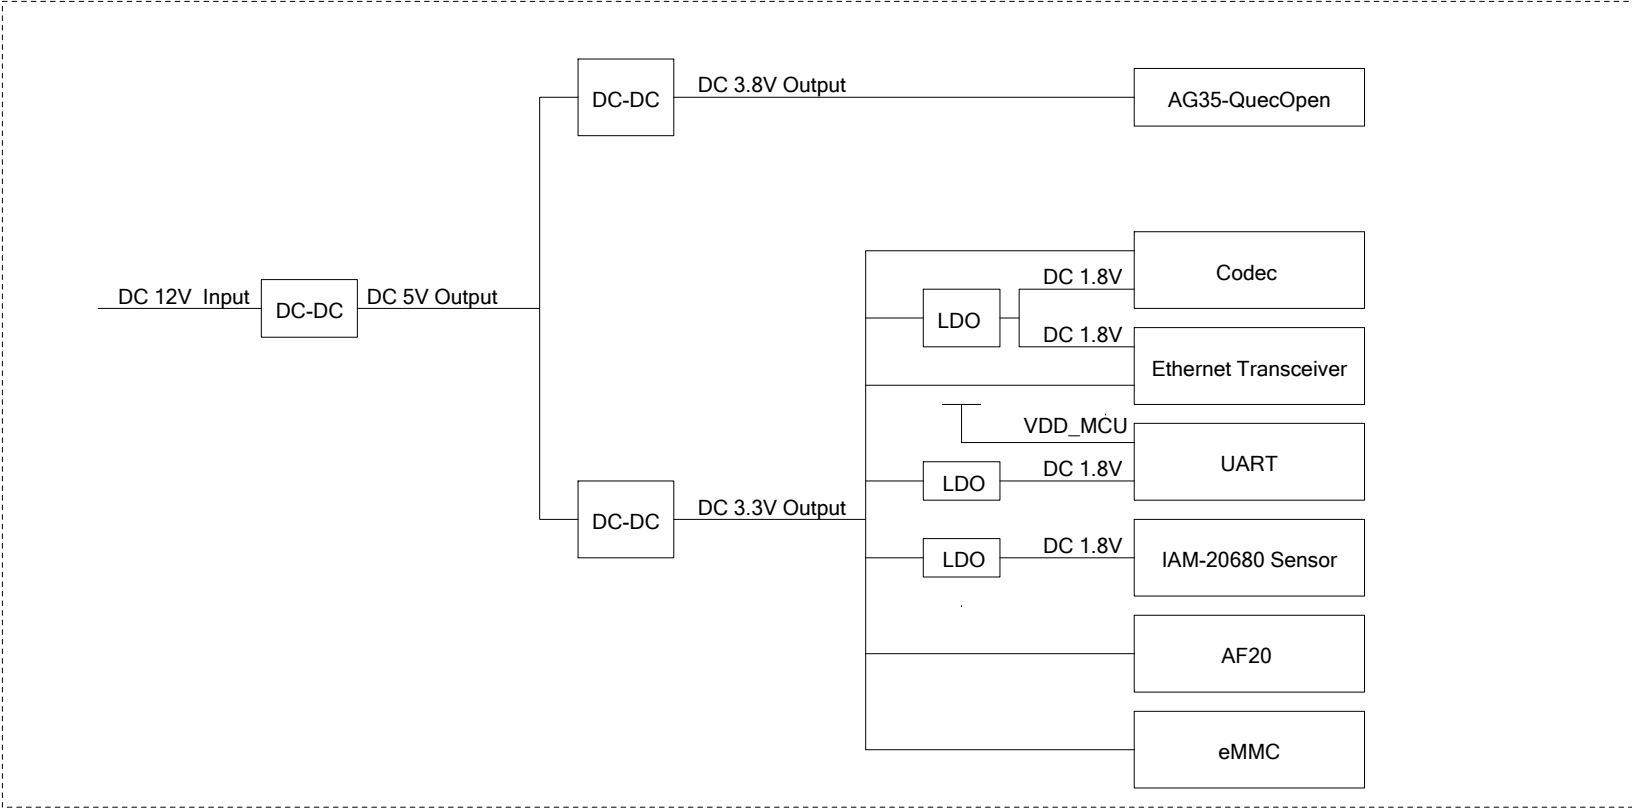 DC-DC
DC 3.8V Output
AG35-QuecOpen
DC 12V  Input
DC-DC
DC 5V Output
Codec
DC 1.8V
LDO
DC 1.8V
Ethernet Transceiver
VDD_MCU
UART
LDO
DC 1.8V
DC-DC
DC 3.3V Output
LDO
DC 1.8V
IAM-20680 Sensor
AF20
eMMC